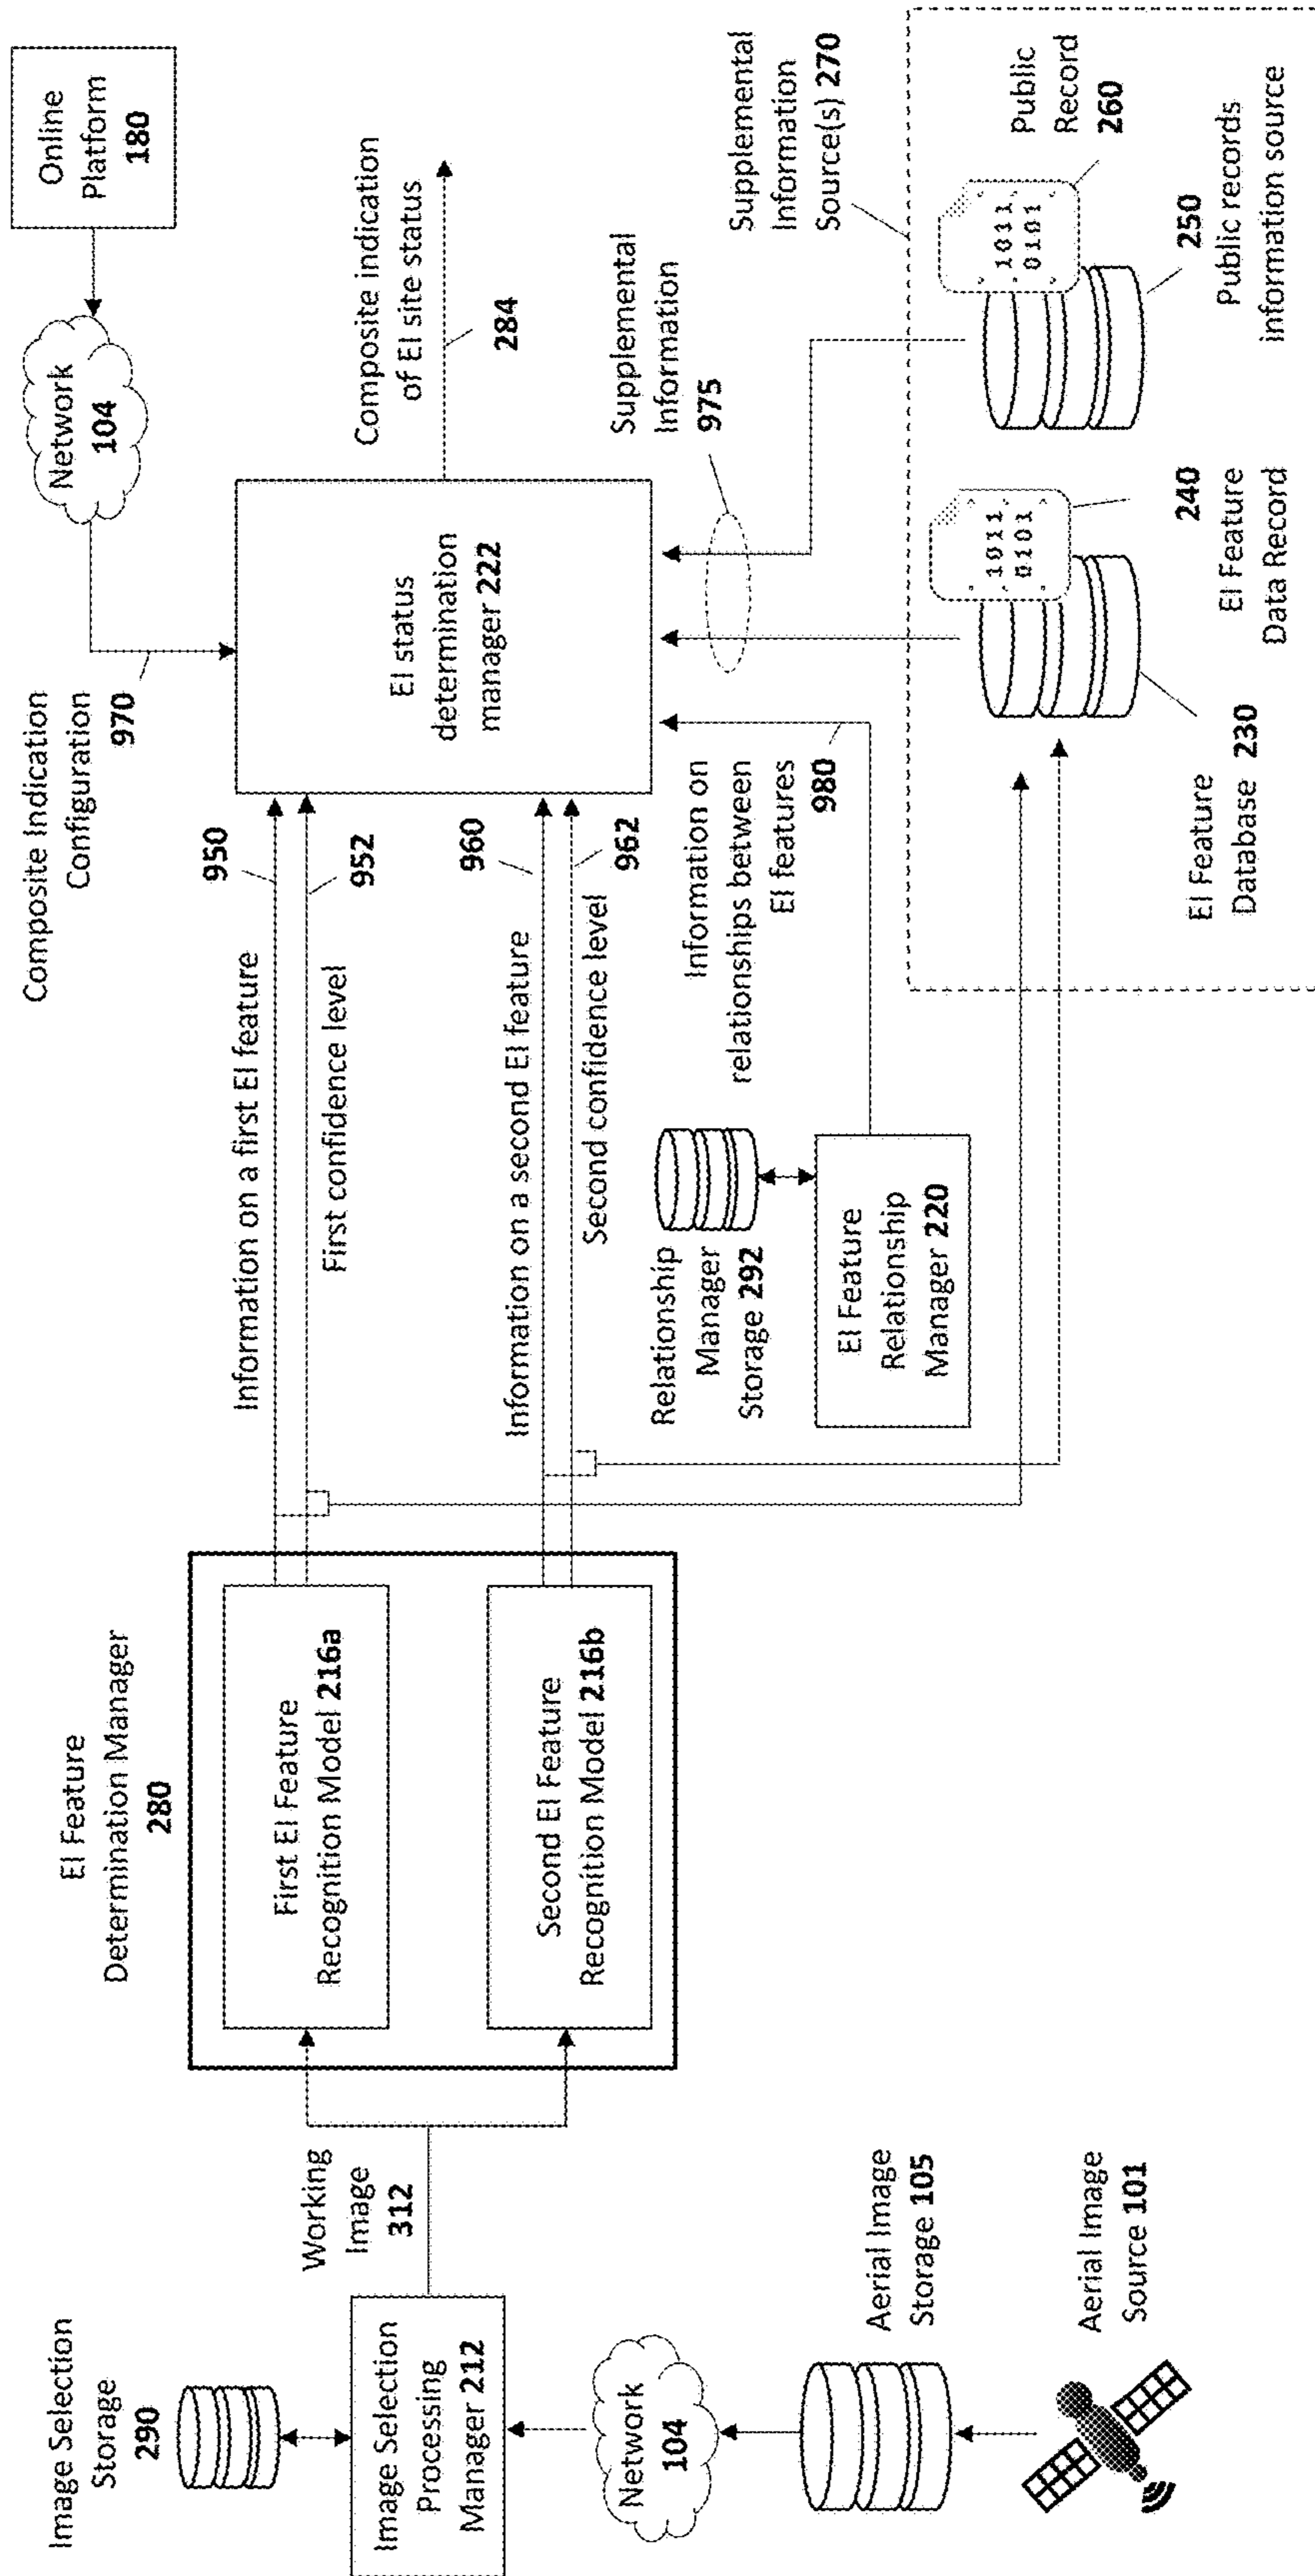 Image Selection
Storage
290
Image Selection
Processing
Manager 212
Network
104
Aerial Image
Storage 105
Aerial Image
Source 101
Working
Image
312
EI Feature
Determination Manager
280
First EI Feature
Recognition Model 216a
Second EI Feature
Recognition Model 216b
Information on a first EI feature
950
First confidence level
952
Information on a second EI feature
960
Second confidence level
962
Relationship
Manager
Storage 292
EI Feature
Relationship
Manager 220
Information on
relationships between
EI features
980
Composite Indication
Configuration
970
Network
104
Online
Platform
180
EI status
determination
manager 222
Composite indication
of EI site status
284
Supplemental
Information
975
Supplemental
Information
Source(s) 270
EI Feature
Database 230
1011
0101
240
EI Feature
Data Record
1011
0101
Public
Record
260
250
Public records
information source